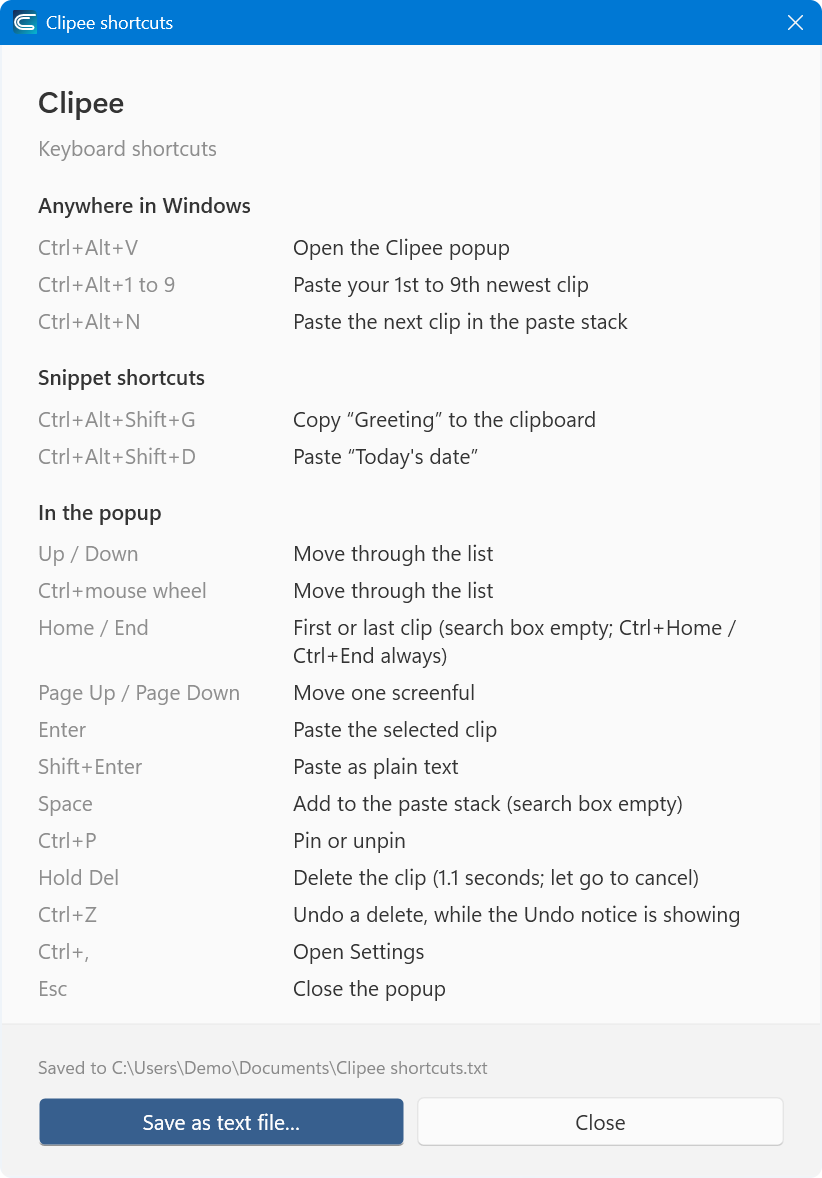 Clipee shortcuts
Clipee
Keyboard shortcuts
Anywhere in Windows
Ctrl+Alt+V Open the Clipee popup
Ctrl+Alt+1 to 9 Paste your 1st to 9th newest clip
Ctrl+Alt+N Paste the next clip in the paste stack
Snippet shortcuts
Ctrl+Alt+Shift+G Copy “Greeting” to the clipboard
Ctrl+Alt+Shift+D Paste “Today's date”
In the popup
Up / Down Move through the list
Ctrl+mouse wheel Move through the list
Home / End First or last clip (search box empty; Ctrl+Home /
Ctrl+End always)
Page Up / Page Down Move one screenful
Enter Paste the selected clip
Shift+Enter Paste as plain text
Space Add to the paste stack (search box empty)
Ctrl+P Pin or unpin
Hold Del Delete the clip (1.1 seconds; let go to cancel)
Ctrl+Z Undo a delete, while the Undo notice is showing
Ctrl+, Open Settings
Esc Close the popup
Saved to C:\Users\Demo\Documents\Clipee shortcuts.txt
Save as text file... Close